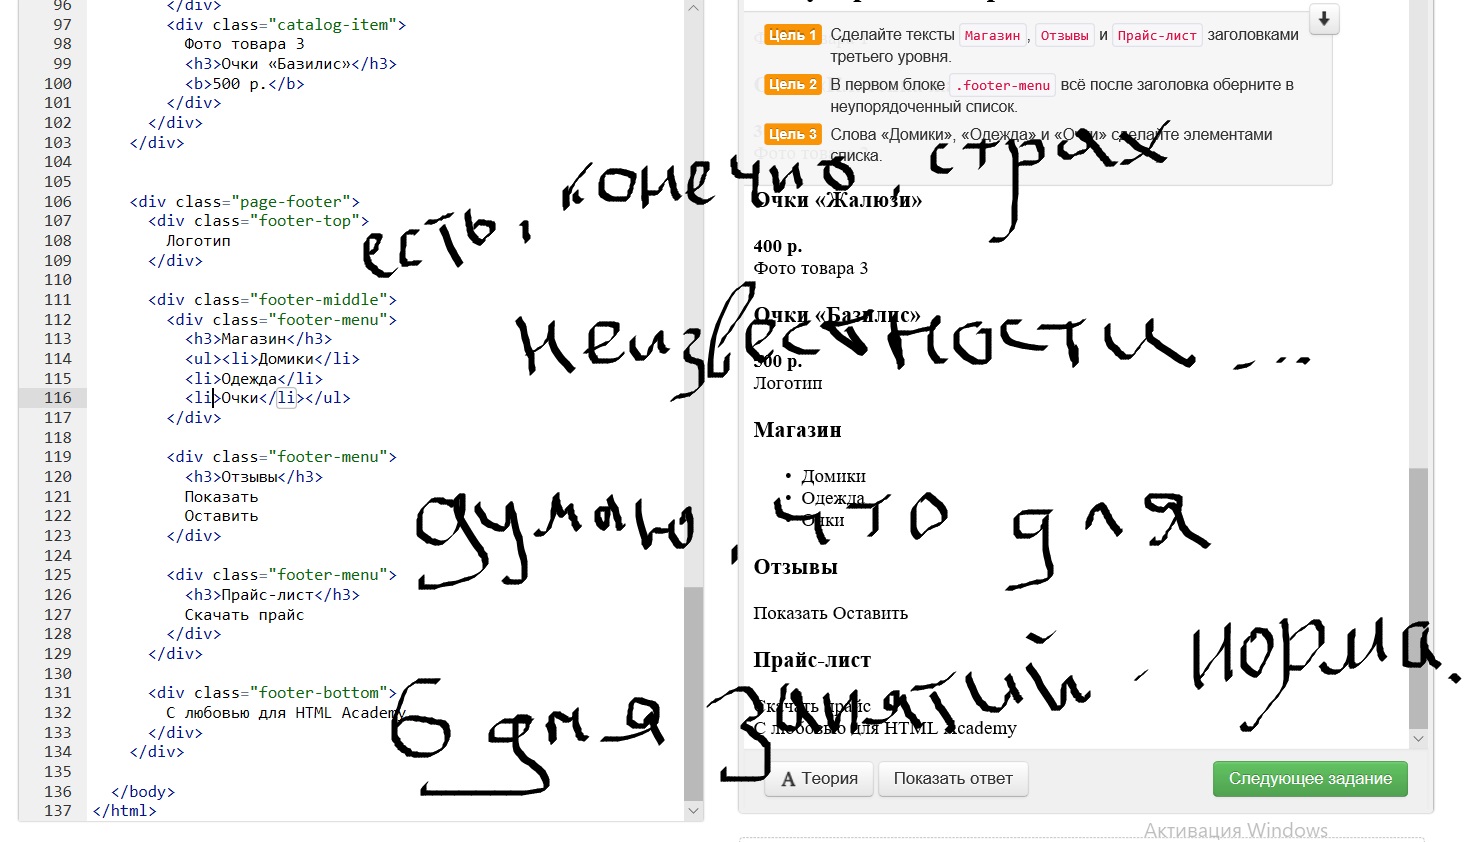 96 </div>
97 <div class="catalog-item">
98 Фото товара 3
99 <h3>Очки «Базилис»</h3>
100 <b>500 р.</b>
101 </div>
102 </div>
103 </div>
104
105
106 <div class="page-footer">
107 <div class="footer-top">
108 Логотип
109 </div>
110
111 <div class="footer-middle">
112 <div class="footer-menu">
113 <h3>Магазин</h3>
114 <ul><li>Домики</li>
115 <li>Одежда</li>
116 <li>Очки</li></ul>
117 </div>
118
119 <div class="footer-menu">
120 <h3>Отзывы</h3>
121 Показать
122 Оставить
123 </div>
124
125 <div class="footer-menu">
126 <h3>Прайс-лист</h3>
127 Скачать прайс
128 </div>
129 </div>
130
131 <div class="footer-bottom">
132 С любовью для HTML Academy
133 </div>
134 </div>
135
136 </body>
137 </html>
Цель 1 Сделайте тексты Магазин, Отзывы и Прайс-лист заголовками
третьего уровня.
Цель 2 В первом блоке .footer-menu всё после заголовка оберните в
неупорядоченный список.
Цель 3 Слова «Домики», «Одежда» и «Очки» сделайте элементами
списка.
Очки «Жалюзи»
400 р.
Фото товара 3
Очки «Базилис»
500 р.
Логотип
Магазин
• Домики
• Одежда
• Очки
Отзывы
Показать Оставить
Прайс-лист
Скачать прайс
С любовью для HTML Academy
Теория
Показать ответ
Следующее задание
Активация Windows
есть, конечно, страх
неизвестности...
думаю, что для
6 дня занятий - норма.